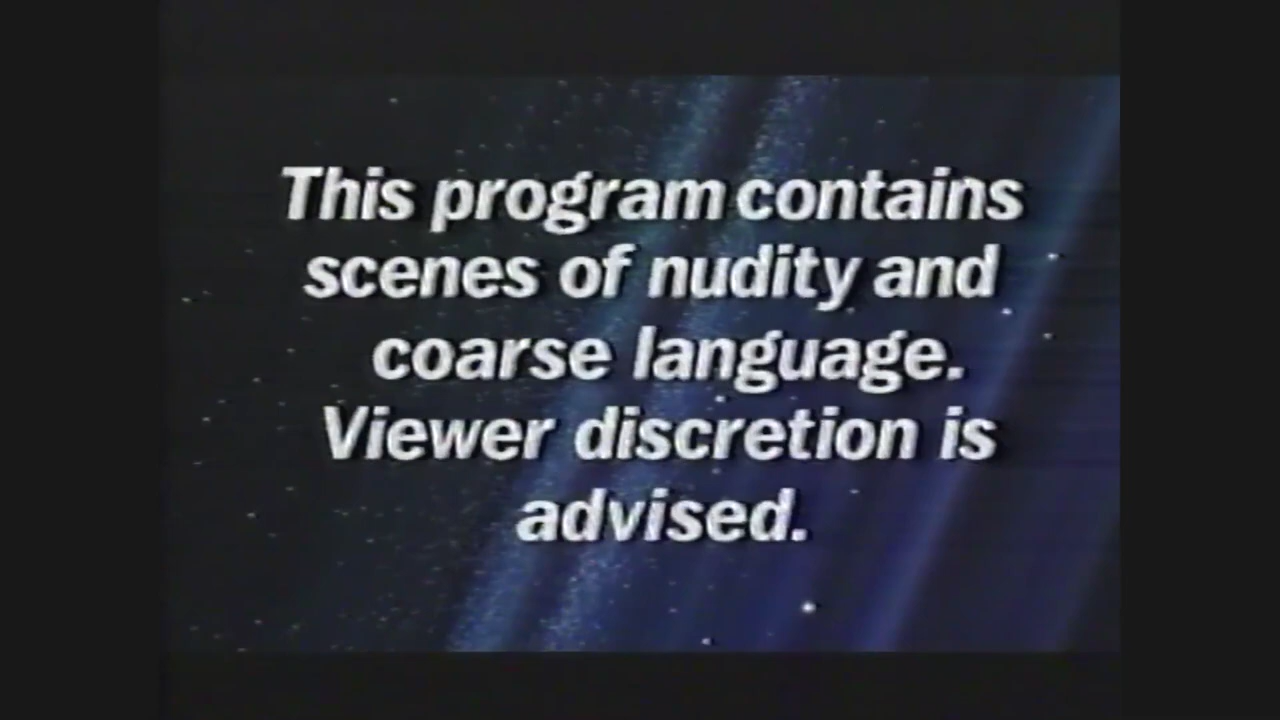 This program contains
scenes of nudity and
coarse language.
Viewer discretion is
advised.